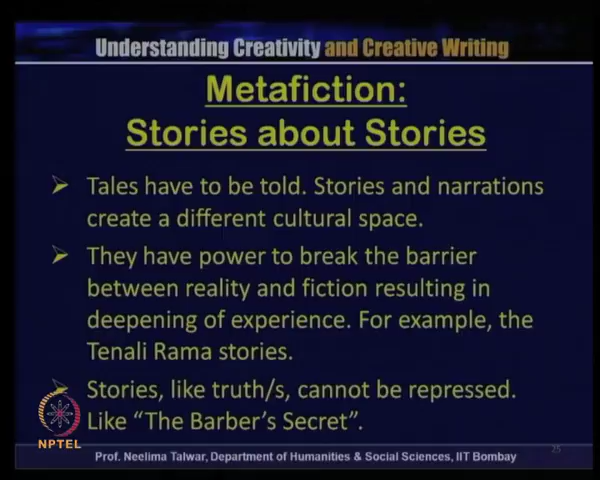 Understanding Creativity and Creative Writing
Metafiction:
Stories about Stories
➢ Tales have to be told. Stories and narrations
create a different cultural space.
➢ They have power to break the barrier
between reality and fiction resulting in
deepening of experience. For example, the
Tenali Rama stories.
➢ Stories, like truth/s, cannot be repressed.
Like “The Barber’s Secret”.
NPTEL
25
Prof. Neelima Talwar, Department of Humanities & Social Sciences, IIT Bombay